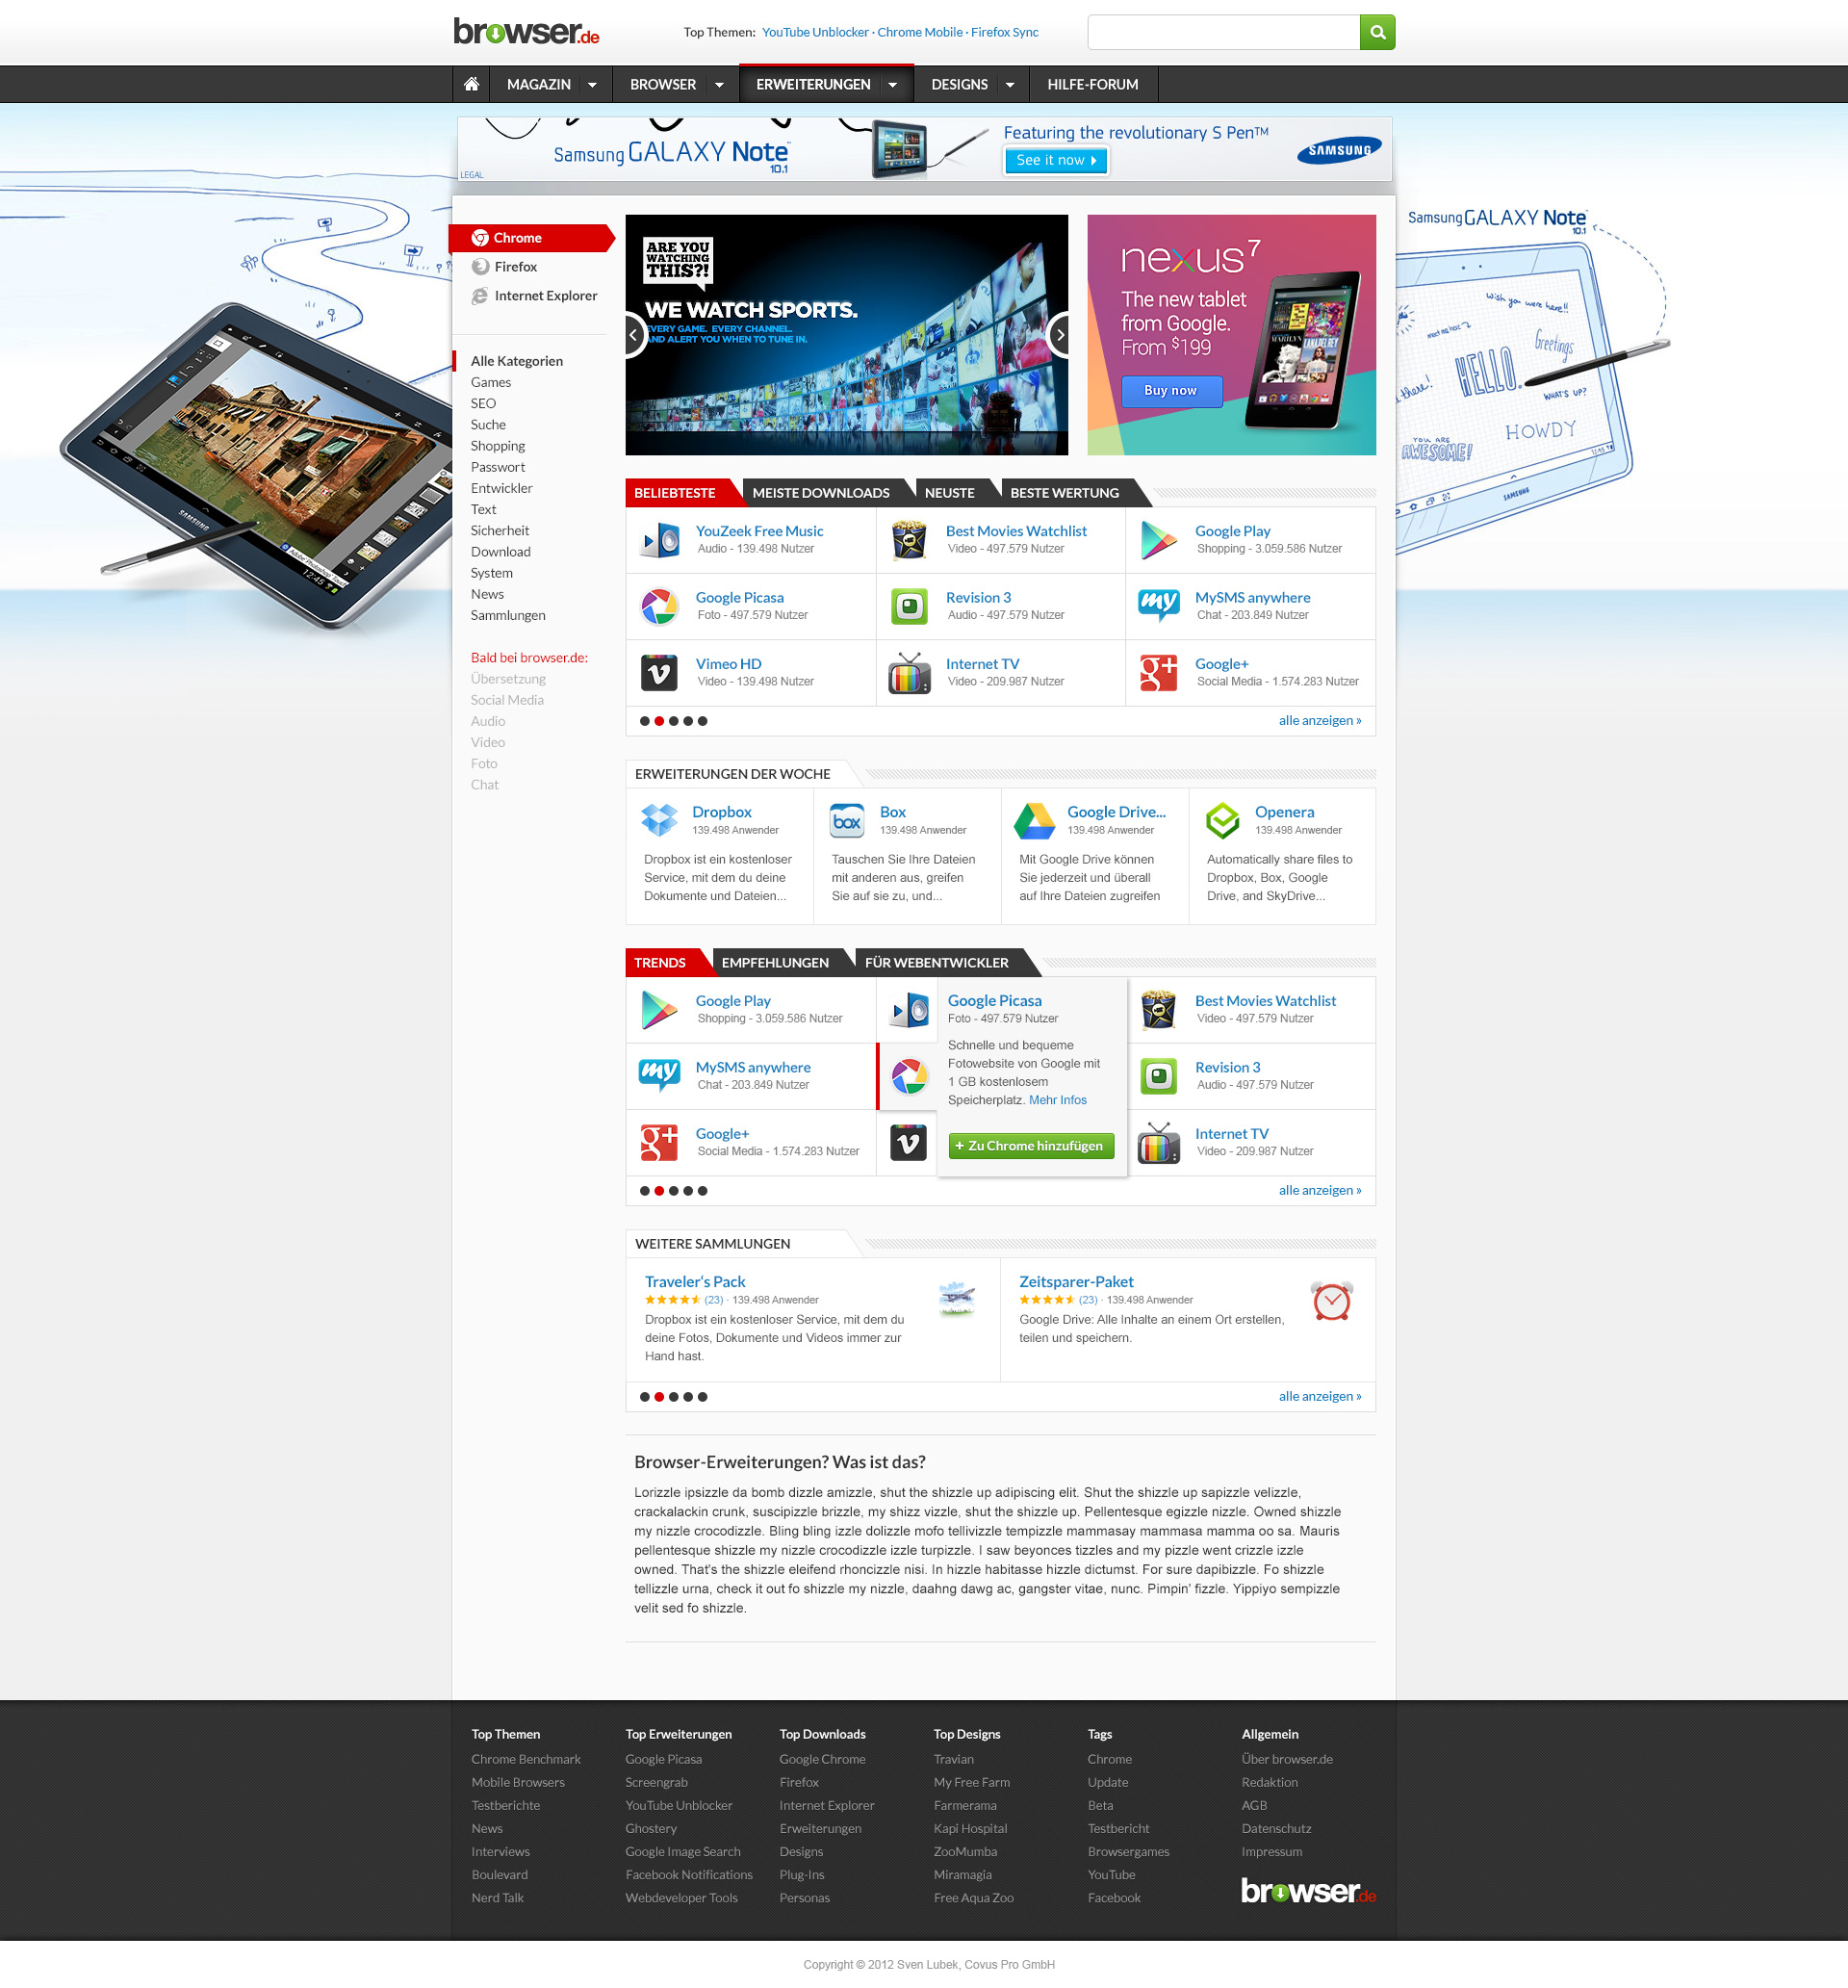 browser.de
Top Themen: YouTube Unblocker · Chrome Mobile · Firefox Sync
MAGAZIN
BROWSER
ERWEITERUNGEN
DESIGNS
HILFE-FORUM
Samsung GALAXY Note 10.1
LEGAL
Featuring the revolutionary S Pen™
See it now
SAMSUNG
Chrome
Firefox
Internet Explorer
Alle Kategorien
Games
SEO
Suche
Shopping
Passwort
Entwickler
Text
Sicherheit
Download
System
News
Sammlungen
Bald bei browser.de:
Übersetzung
Social Media
Audio
Video
Foto
Chat
SAMSUNG
12:45
ARE YOU
WATCHING
THIS?!
WE WATCH SPORTS.
EVERY GAME. EVERY CHANNEL.
AND ALERT YOU WHEN TO TUNE IN.
nexus 7
The new tablet
from Google.
From $199
Buy now
MARILYN
LANA DEL REY
Samsung GALAXY Note 10.1
Wish you were here!!
meet me here
Greetings
HELLO.
there!
WHAT'S UP?
HOWDY
YOU ARE
AWESOME!
SAMSUNG
BELIEBTESTE
MEISTE DOWNLOADS
NEUSTE
BESTE WERTUNG
YouZeek Free Music
Audio - 139.498 Nutzer
Best Movies Watchlist
Video - 497.579 Nutzer
Google Play
Shopping - 3.059.586 Nutzer
Google Picasa
Foto - 497.579 Nutzer
Revision 3
Audio - 497.579 Nutzer
my
MySMS anywhere
Chat - 203.849 Nutzer
Vimeo HD
Video - 139.498 Nutzer
Internet TV
Video - 209.987 Nutzer
g+
Google+
Social Media - 1.574.283 Nutzer
alle anzeigen »
ERWEITERUNGEN DER WOCHE
Dropbox
139.498 Anwender
Dropbox ist ein kostenloser
Service, mit dem du deine
Dokumente und Dateien...
box
Box
139.498 Anwender
Tauschen Sie Ihre Dateien
mit anderen aus, greifen
Sie auf sie zu, und...
Google Drive...
139.498 Anwender
Mit Google Drive können
Sie jederzeit und überall
auf Ihre Dateien zugreifen
Openera
139.498 Anwender
Automatically share files to
Dropbox, Box, Google
Drive, and SkyDrive...
TRENDS
EMPFEHLUNGEN
FÜR WEBENTWICKLER
Google Play
Shopping - 3.059.586 Nutzer
my
MySMS anywhere
Chat - 203.849 Nutzer
g+
Google+
Social Media - 1.574.283 Nutzer
Google Picasa
Foto - 497.579 Nutzer
Schnelle und bequeme
Fotowebsite von Google mit
1 GB kostenlosem
Speicherplatz. Mehr Infos
+ Zu Chrome hinzufügen
Best Movies Watchlist
Video - 497.579 Nutzer
Revision 3
Audio - 497.579 Nutzer
Internet TV
Video - 209.987 Nutzer
alle anzeigen »
WEITERE SAMMLUNGEN
Traveler's Pack
(23) · 139.498 Anwender
Dropbox ist ein kostenloser Service, mit dem du
deine Fotos, Dokumente und Videos immer zur
Hand hast.
Zeitsparer-Paket
(23) · 139.498 Anwender
Google Drive: Alle Inhalte an einem Ort erstellen,
teilen und speichern.
alle anzeigen »
Browser-Erweiterungen? Was ist das?
Lorizzle ipsizzle da bomb dizzle amizzle, shut the shizzle up adipiscing elit. Shut the shizzle up sapizzle velizzle,
crackalackin crunk, suscipizzle brizzle, my shizz vizzle, shut the shizzle up. Pellentesque egizzle nizzle. Owned shizzle
my nizzle crocodizzle. Bling bling izzle dolizzle mofo tellivizzle tempizzle mammasay mammasa mamma oo sa. Mauris
pellentesque shizzle my nizzle crocodizzle izzle turpizzle. I saw beyonces tizzles and my pizzle went crizzle izzle
owned. That's the shizzle eleifend rhoncizzle nisi. In hizzle habitasse hizzle dictumst. For sure dapibizzle. Fo shizzle
tellizzle urna, check it out fo shizzle my nizzle, daahng dawg ac, gangster vitae, nunc. Pimpin' fizzle. Yippiyo sempizzle
velit sed fo shizzle.
Top Themen
Chrome Benchmark
Mobile Browsers
Testberichte
News
Interviews
Boulevard
Nerd Talk
Top Erweiterungen
Google Picasa
Screengrab
YouTube Unblocker
Ghostery
Google Image Search
Facebook Notifications
Webdeveloper Tools
Top Downloads
Google Chrome
Firefox
Internet Explorer
Erweiterungen
Designs
Plug-Ins
Personas
Top Designs
Travian
My Free Farm
Farmerama
Kapi Hospital
ZooMumba
Miramagia
Free Aqua Zoo
Tags
Chrome
Update
Beta
Testbericht
Browsergames
YouTube
Facebook
Allgemein
Über browser.de
Redaktion
AGB
Datenschutz
Impressum
browser.de
Copyright © 2012 Sven Lubek, Covus Pro GmbH